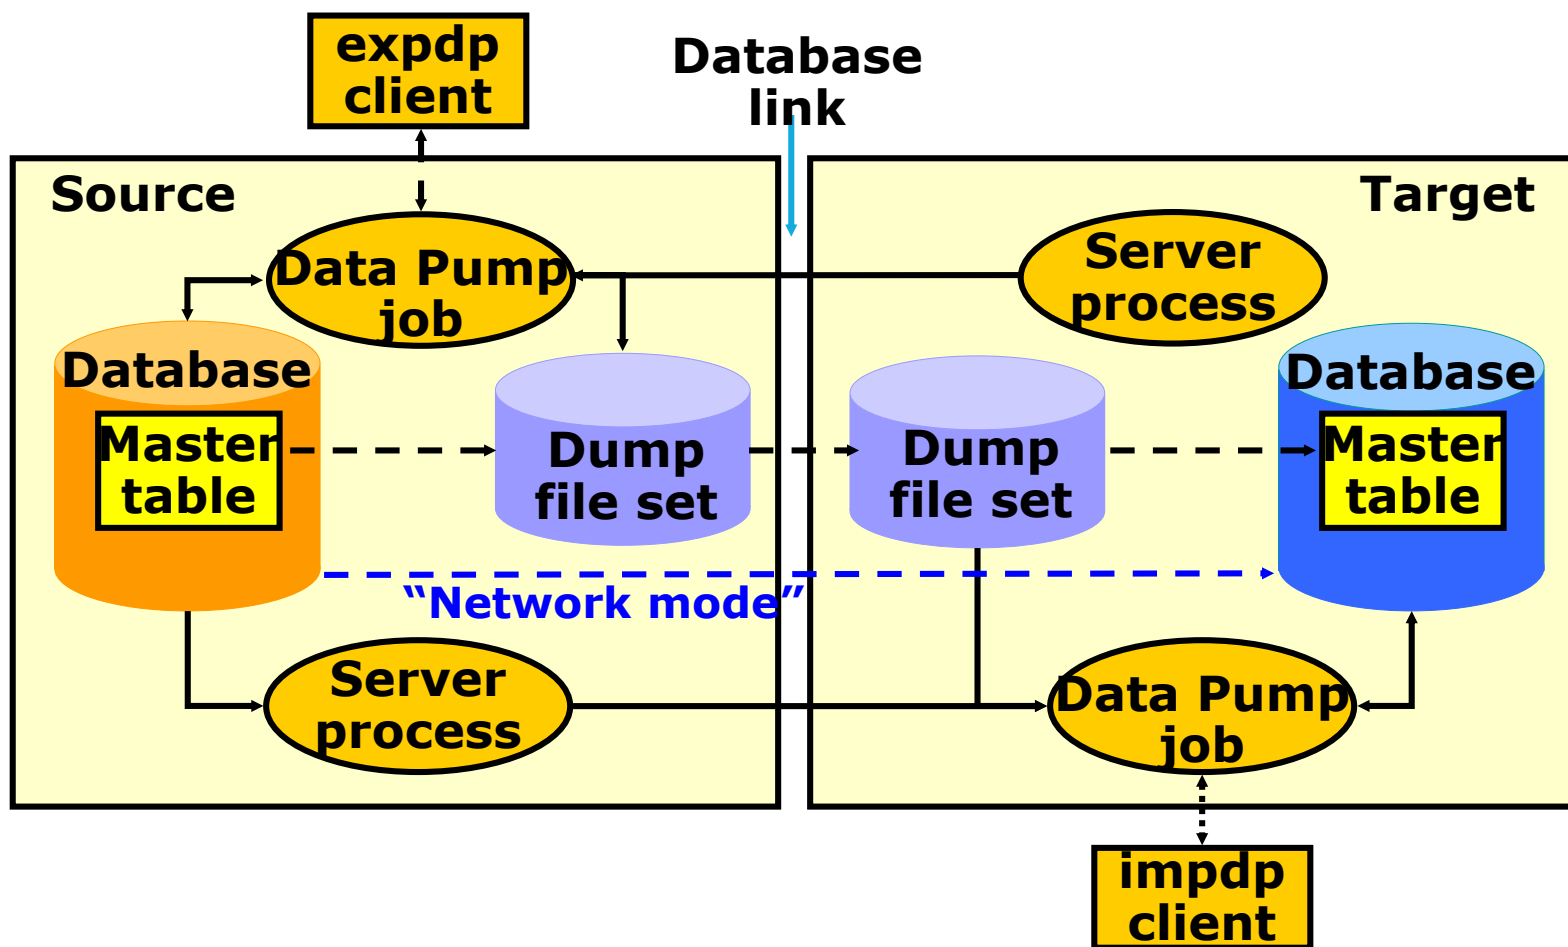 expdp
client
Database
link
Source
Target
Data Pump
job
Server
process
Database
Master
table
Dump
file set
Dump
file set
Database
Master
table
“Network mode”
Server
process
Data Pump
job
impdp
client